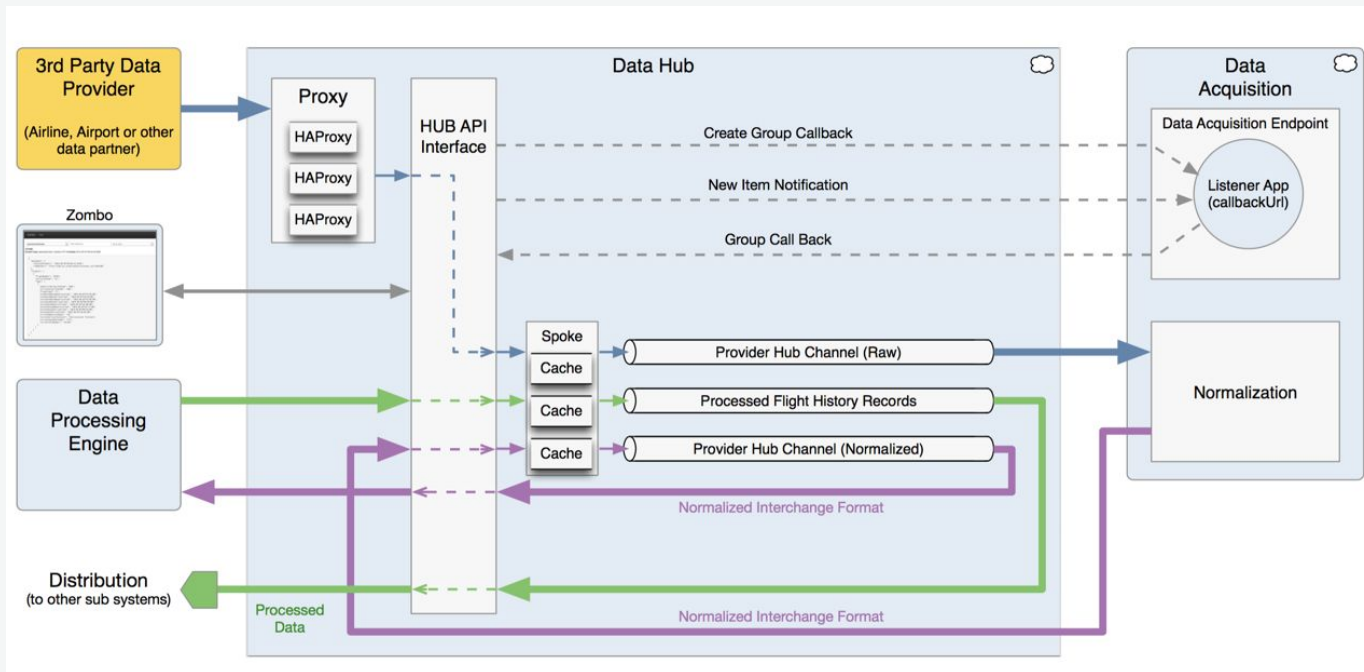 3rd Party Data
Provider
(Airline, Airport or other
data partner)
Zombo
Data
Processing
Engine
Distribution
(to other sub systems)
Data Hub
Proxy
HAProxy
HAProxy
HAProxy
HUB API
Interface
Create Group Callback
New Item Notification
Group Call Back
Spoke
Cache
Cache
Cache
Provider Hub Channel (Raw)
Processed Flight History Records
Provider Hub Channel (Normalized)
Normalized Interchange Format
Processed
Data
Normalized Interchange Format
Data
Acquisition
Data Acquisition Endpoint
Listener App
(callbackUrl)
Normalization